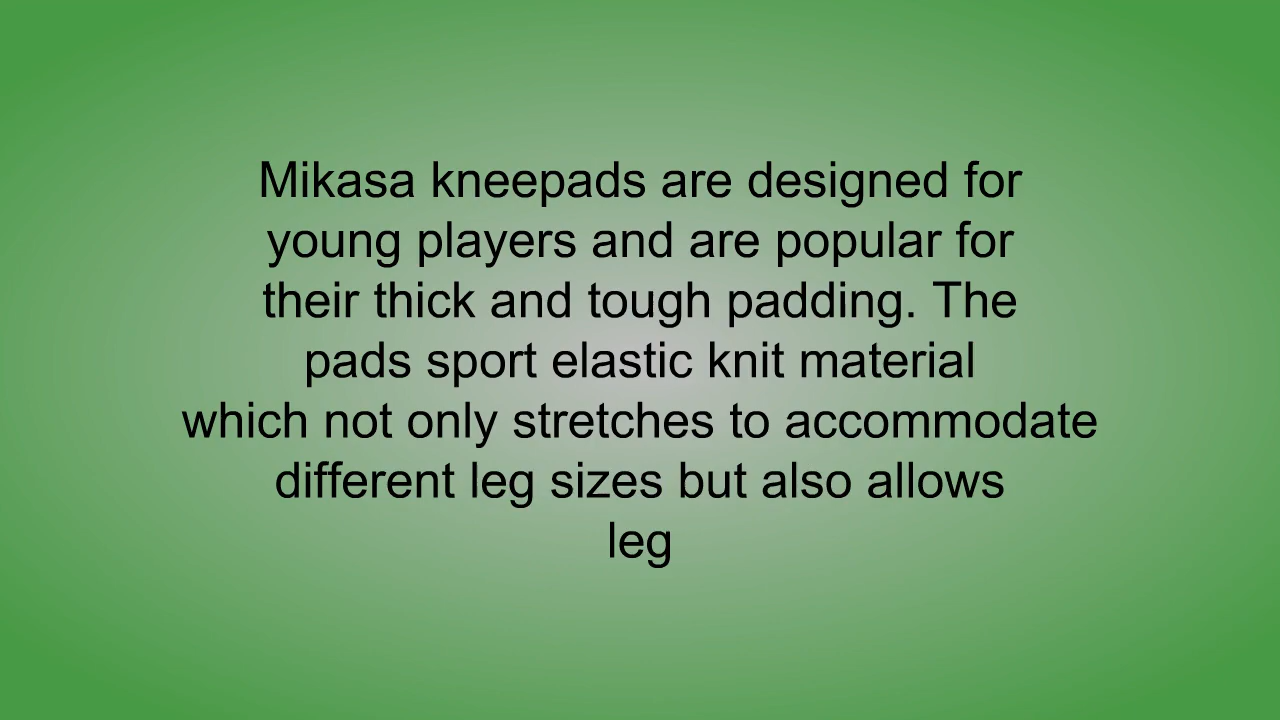 Mikasa kneepads are designed for
young players and are popular for
their thick and tough padding. The
pads sport elastic knit material
which not only stretches to accommodate
different leg sizes but also allows
leg